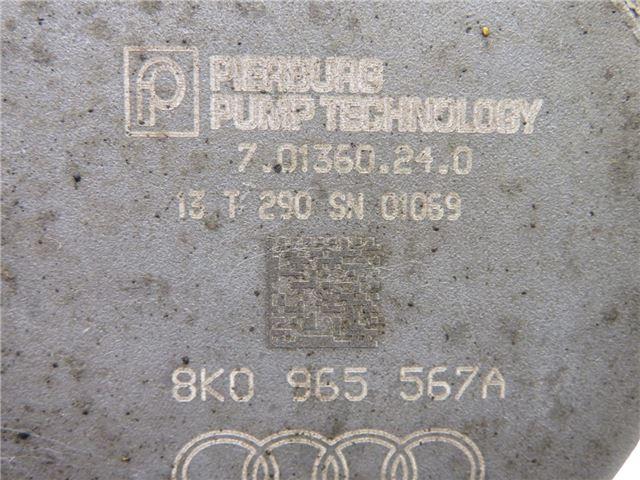 PIERBURG
PUMP TECHNOLOGY
7.01360.24.0
13 T 290 SN 01069
8K0 965 567A